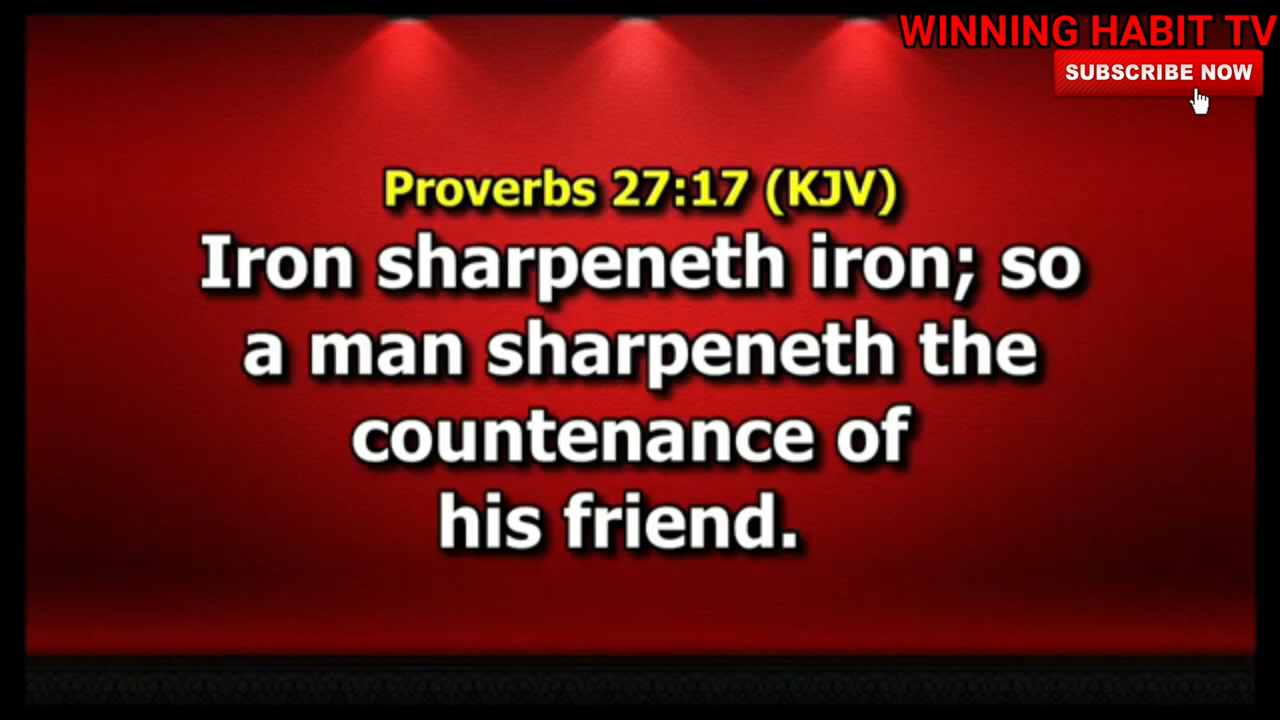 WINNING HABIT TV
SUBSCRIBE NOW
Proverbs 27:17 (KJV)
Iron sharpeneth iron; so
a man sharpeneth the
countenance of
his friend.